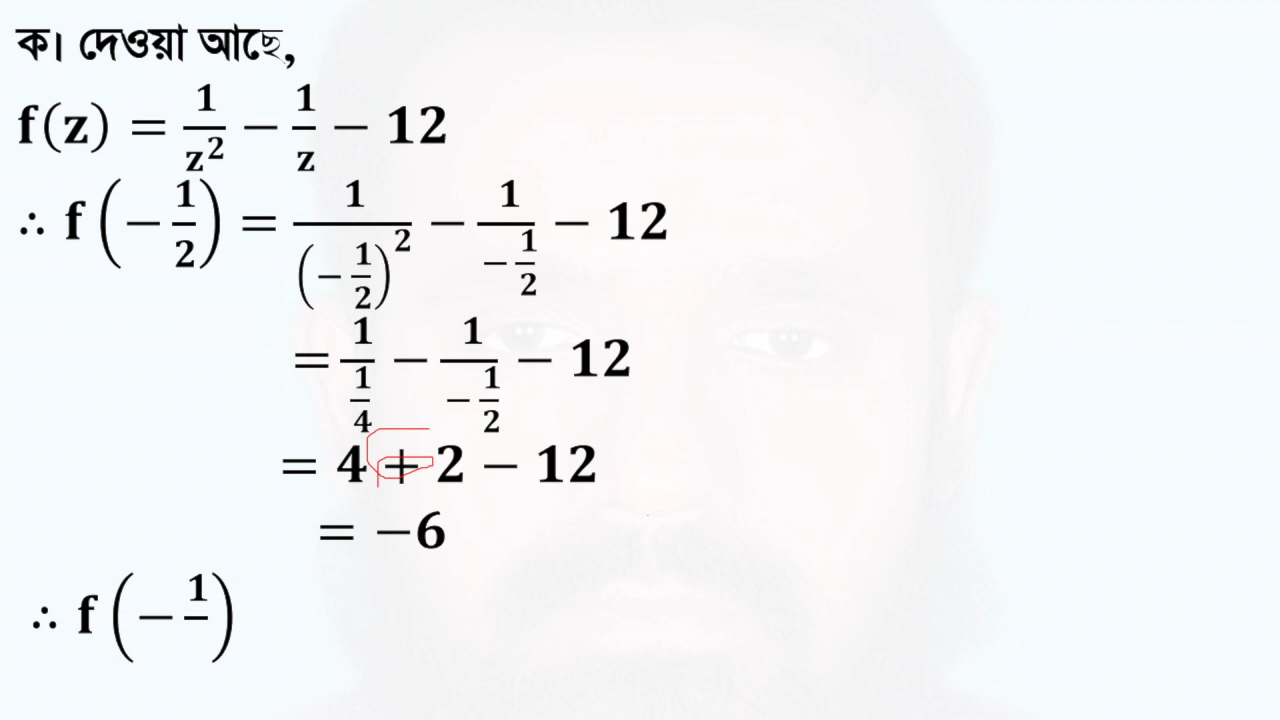 ক। দেওয়া আছে,
f(z) = 1/z² − 1/z − 12
∴ f(−1/2) = 1/(−1/2)² − 1/(−1/2) − 12
= 1/(1/4) − 1/(−1/2) − 12
= 4 + 2 − 12
= −6
∴ f(−1/ )